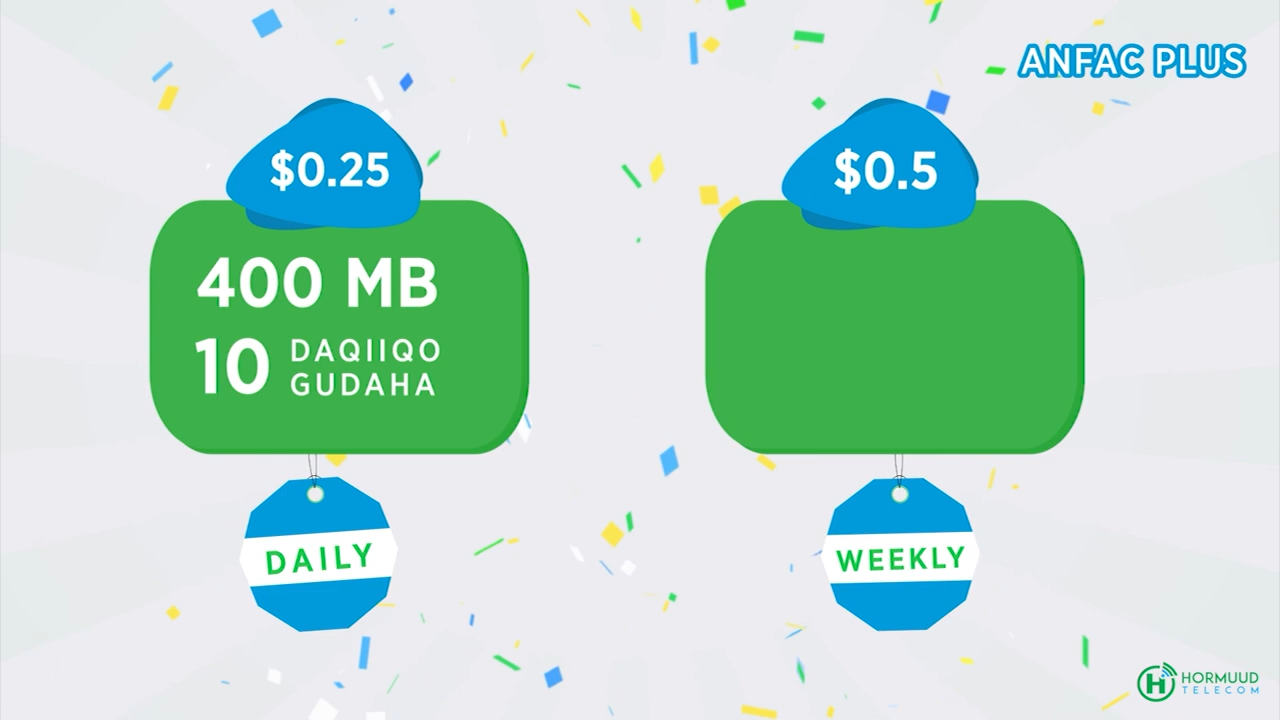 ANFAC PLUS
$0.25
400 MB
10 DAQIIQO
GUDAHA
DAILY
$0.5
WEEKLY
HORMUUD
TELECOM